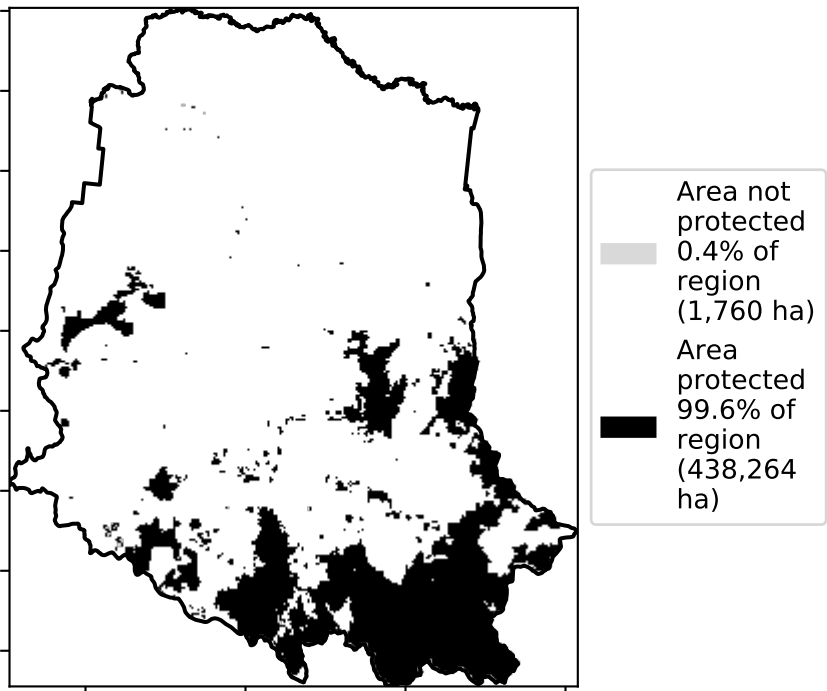 Area not
protected
0.4% of
region
(1,760 ha)
Area
protected
99.6% of
region
(438,264
ha)